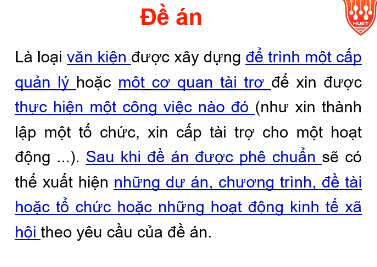 Đề án
HUET
Là loại văn kiện được xây dựng để trình một cấp
quản lý hoặc một cơ quan tài trợ để xin được
thực hiện một công việc nào đó (như xin thành
lập một tổ chức, xin cấp tài trợ cho một hoạt
động ...). Sau khi đề án được phê chuẩn sẽ có
thể xuất hiện những dự án, chương trình, đề tài
hoặc tổ chức hoặc những hoạt động kinh tế xã
hội theo yêu cầu của đề án.